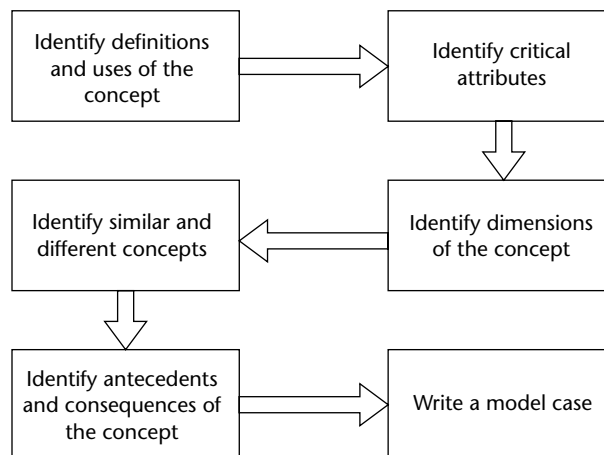 Identify definitions
and uses of the
concept
Identify critical
attributes
Identify dimensions
of the concept
Identify similar and
different concepts
Identify antecedents
and consequences of
the concept
Write a model case